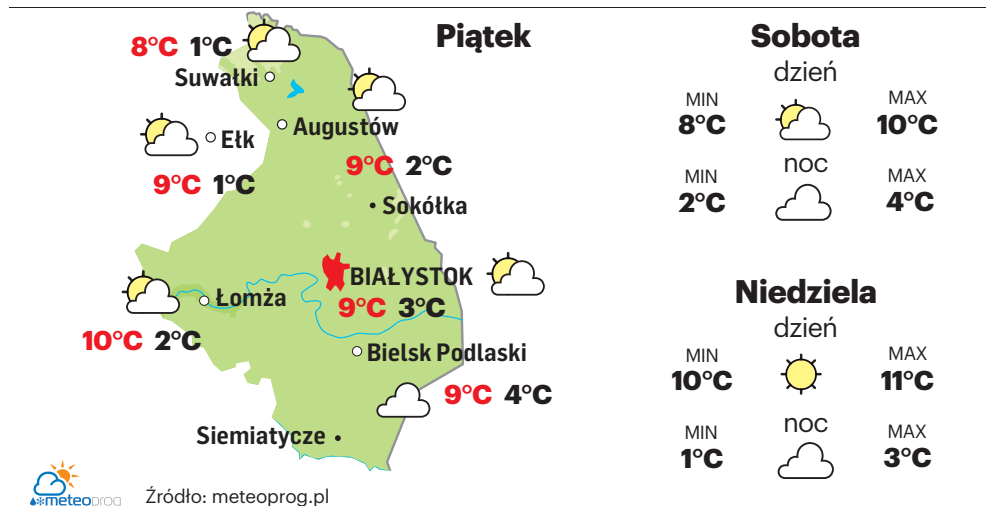 Piątek
8°C 1°C
Suwałki
Augustów
Ełk
9°C 2°C
9°C 1°C
Sokółka
BIAŁYSTOK
9°C 3°C
Łomża
10°C 2°C
Bielsk Podlaski
9°C 4°C
Siemiatycze
meteoprog
Źródło: meteoprog.pl
Sobota
dzień
MIN MAX
8°C 10°C
noc
MIN MAX
2°C 4°C
Niedziela
dzień
MIN MAX
10°C 11°C
noc
MIN MAX
1°C 3°C